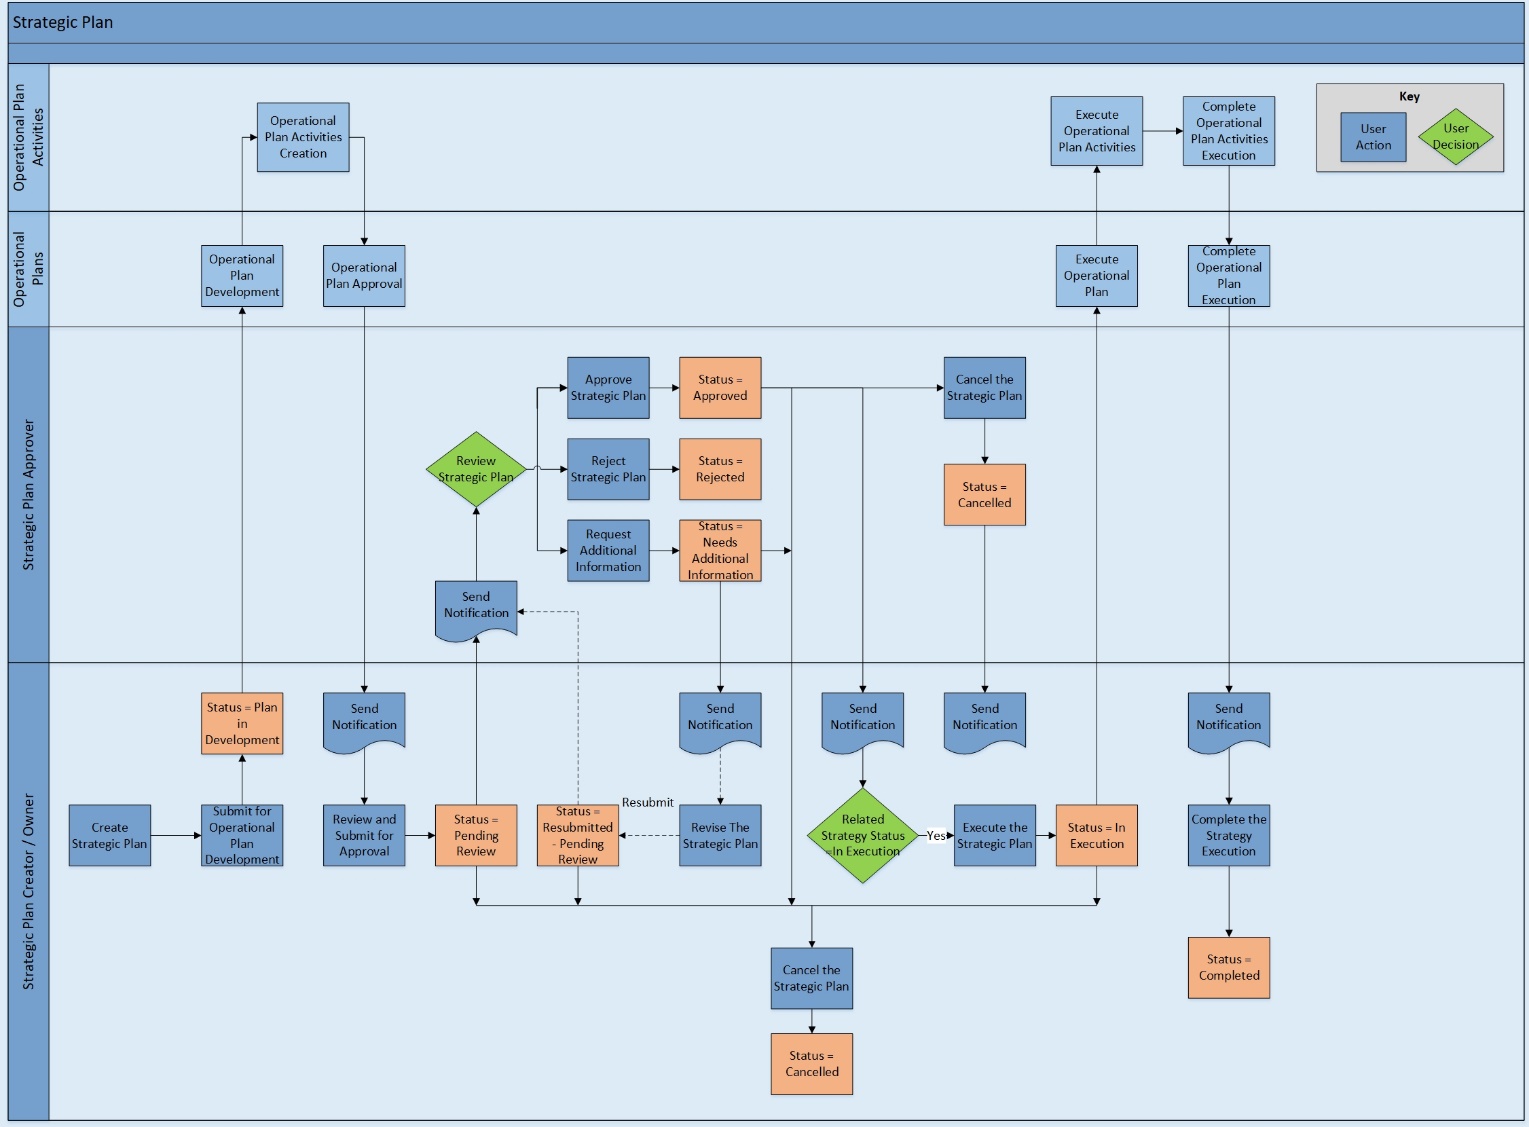 Strategic Plan
Operational Plan
Activities
Operational
Plan Activities
Creation
Execute
Operational
Plan Activities
Complete
Operational
Plan Activities
Execution
Key
User
Action
User
Decision
Operational
Plans
Operational
Plan
Development
Operational
Plan Approval
Execute
Operational
Plan
Complete
Operational
Plan
Execution
Strategic Plan Approver
Approve
Strategic Plan
Status =
Approved
Cancel the
Strategic Plan
Review
Strategic Plan
Reject
Strategic Plan
Status =
Rejected
Status =
Cancelled
Request
Additional
Information
Status =
Needs
Additional
Information
Send
Notification
Strategic Plan Creator / Owner
Status = Plan
in
Development
Send
Notification
Send
Notification
Send
Notification
Send
Notification
Send
Notification
Create
Strategic Plan
Submit for
Operational
Plan
Development
Review and
Submit for
Approval
Status =
Pending
Review
Status =
Resubmitted
- Pending
Review
Resubmit
Revise The
Strategic Plan
Related
Strategy Status
=In Execution
Yes
Execute the
Strategic Plan
Status = In
Execution
Complete the
Strategy
Execution
Cancel the
Strategic Plan
Status =
Completed
Status =
Cancelled